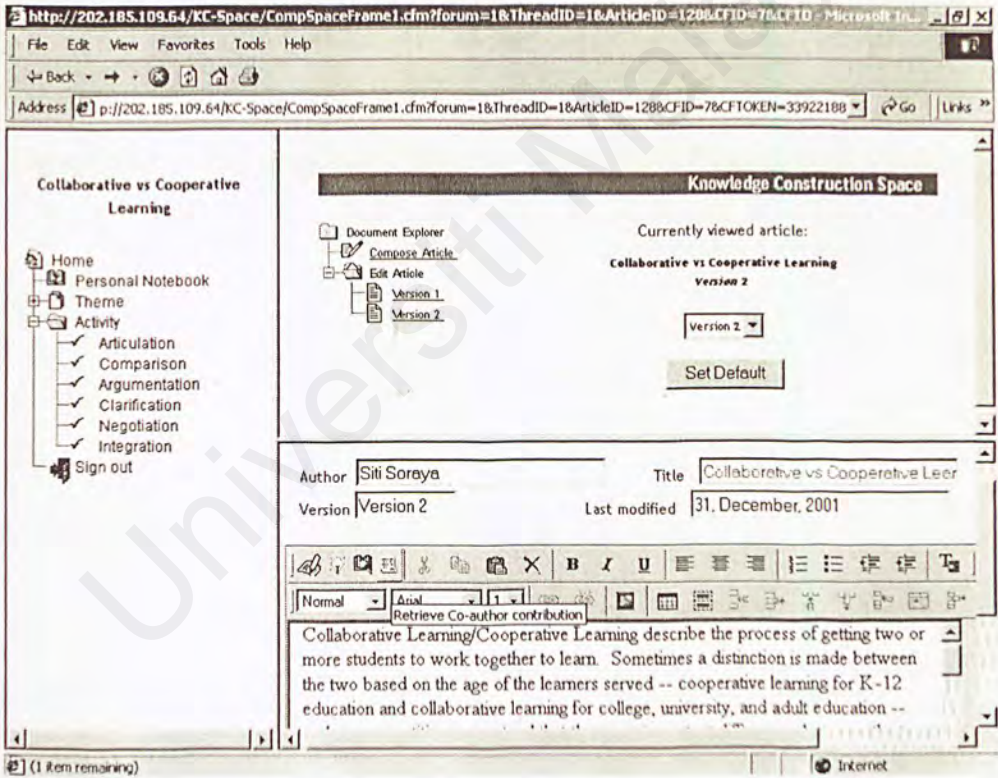 http://202.185.109.64/KC-Space/CompSpaceFrame1.cfm?forum=1&ThreadID=1&ArticleID=128&CFID=7&CFTO - Microsoft In...
File Edit View Favorites Tools Help
Back
Address p://202.185.109.64/KC-Space/CompSpaceFrame1.cfm?forum=1&ThreadID=1&ArticleID=128&CFID=7&CFTOKEN=33922188 Go Links »
Collaborative vs Cooperative
Learning
Home
Personal Notebook
Theme
Activity
Articulation
Comparison
Argumentation
Clarification
Negotiation
Integration
Sign out
Knowledge Construction Space
Document Explorer
Compose Article
Edit Article
Version 1
Version 2
Currently viewed article:
Collaborative vs Cooperative Learning
Version 2
Version 2
Set Default
Author Siti Soraya Title Collaborative vs Cooperative Lear
Version Version 2 Last modified 31, December, 2001
B I U
Normal Arial 1
Retrieve Co-author contribution
Collaborative Learning/Cooperative Learning describe the process of getting two or
more students to work together to learn. Sometimes a distinction is made between
the two based on the age of the learners served -- cooperative learning for K-12
education and collaborative learning for college, university, and adult education --
(1 item remaining) Internet
University Mala